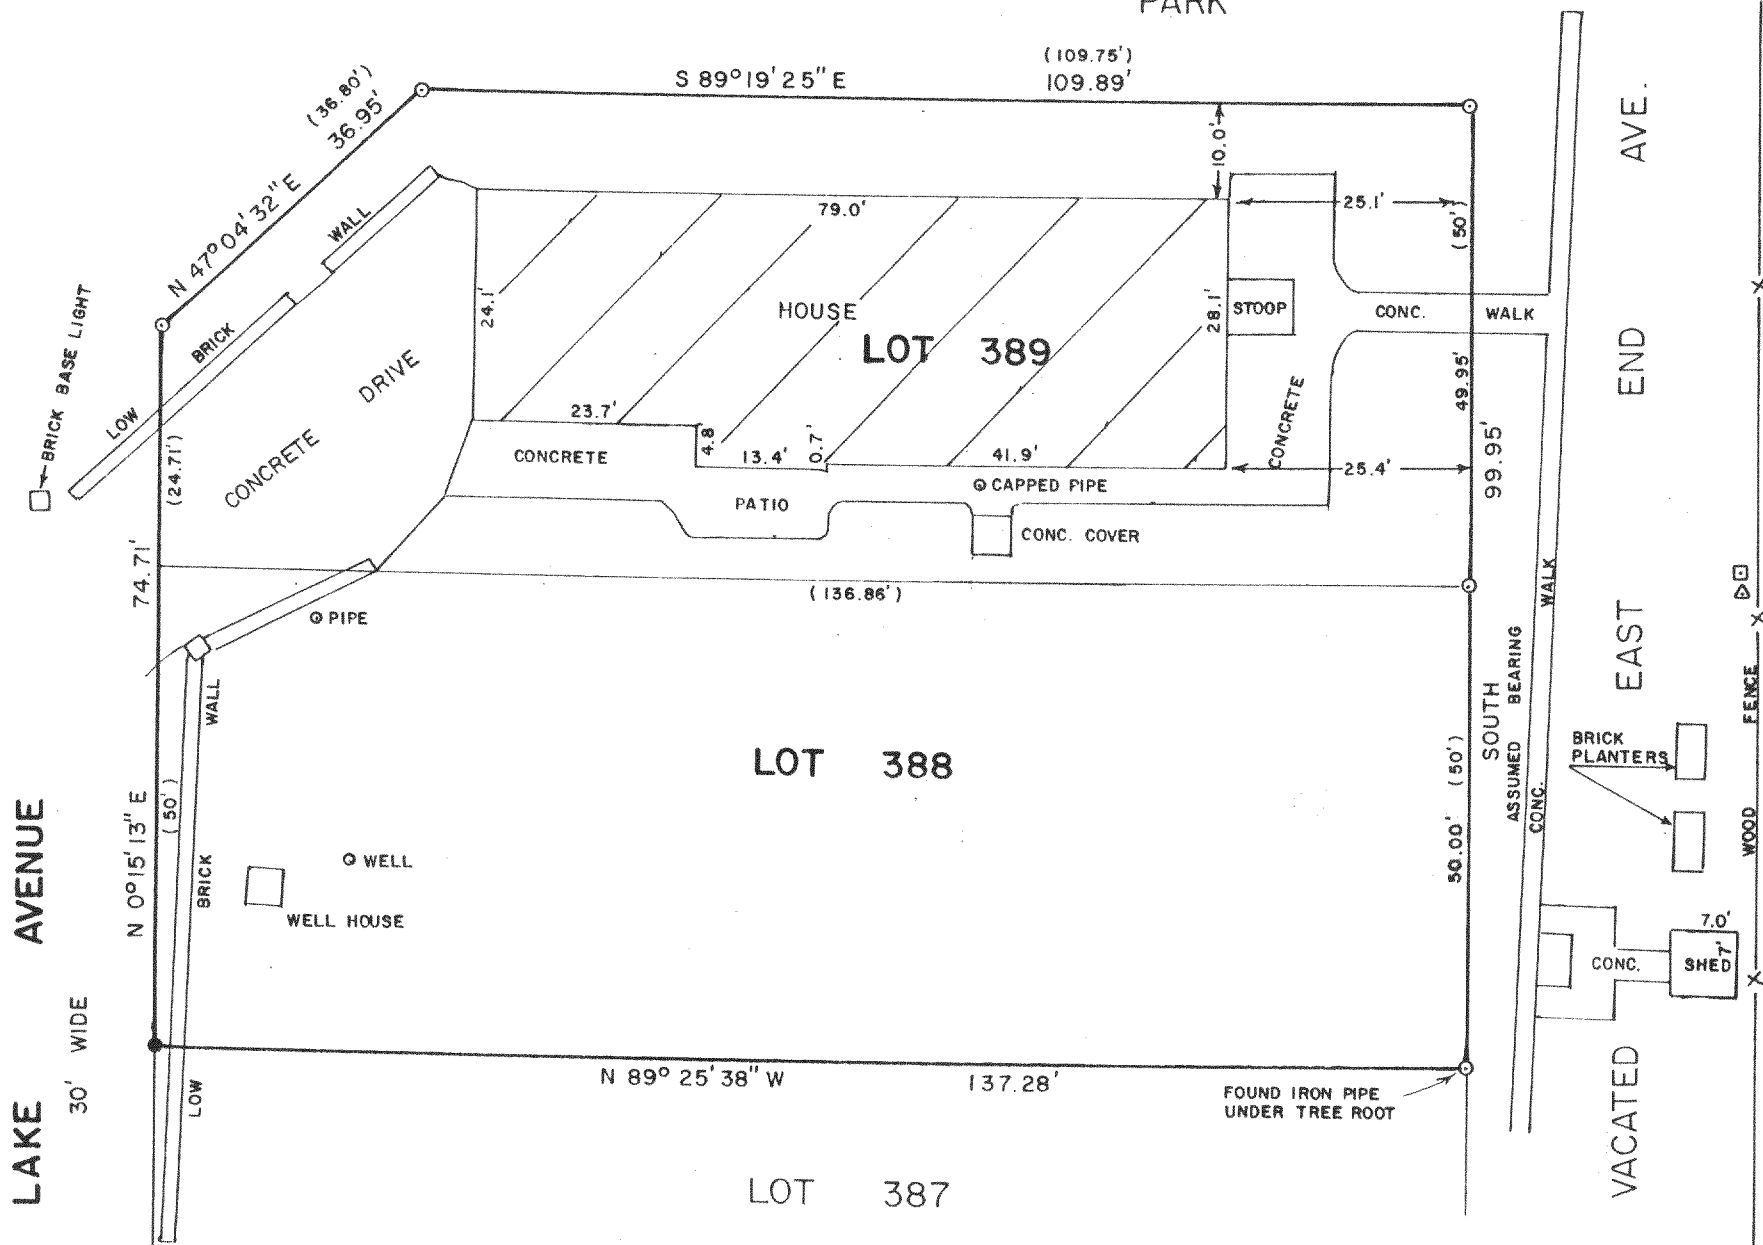 PARK
(109.75')
S 89°19'25" E 109.89'
(36.80')
36.95'
N 47°04'32" E
10.0'
79.0'
25.1'
(50')
AVE.
WALL
BRICK
LOW
BRICK BASE LIGHT
24.1'
HOUSE
28.1'
STOOP
CONC. WALK
LOT 389
DRIVE
CONCRETE
END
49.95'
23.7'
4.8'
13.4'
0.7'
41.9'
CONCRETE
25.4'
99.95'
(24.71')
CONCRETE
CAPPED PIPE
PATIO
CONC. COVER
74.71'
(136.86')
PIPE
WALK
EAST
WALL
SOUTH
ASSUMED BEARING
CONC.
FENCE
WOOD
BRICK
PLANTERS
LOT 388
(50')
50.00' (50')
N 0°15'13" E
BRICK
WELL
WELL HOUSE
7.0'
CONC.
SHED
7'
LAKE AVENUE
30' WIDE
LOW
N 89° 25'38" W 137.28'
FOUND IRON PIPE
UNDER TREE ROOT
VACATED
LOT 387